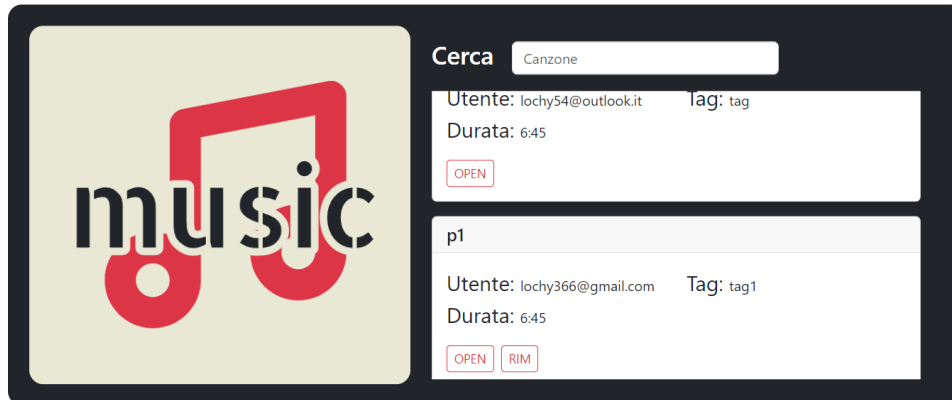 music
Cerca Canzone
Utente: lochy54@outlook.it Tag: tag
Durata: 6:45
OPEN
p1
Utente: lochy366@gmail.com Tag: tag1
Durata: 6:45
OPEN RIM